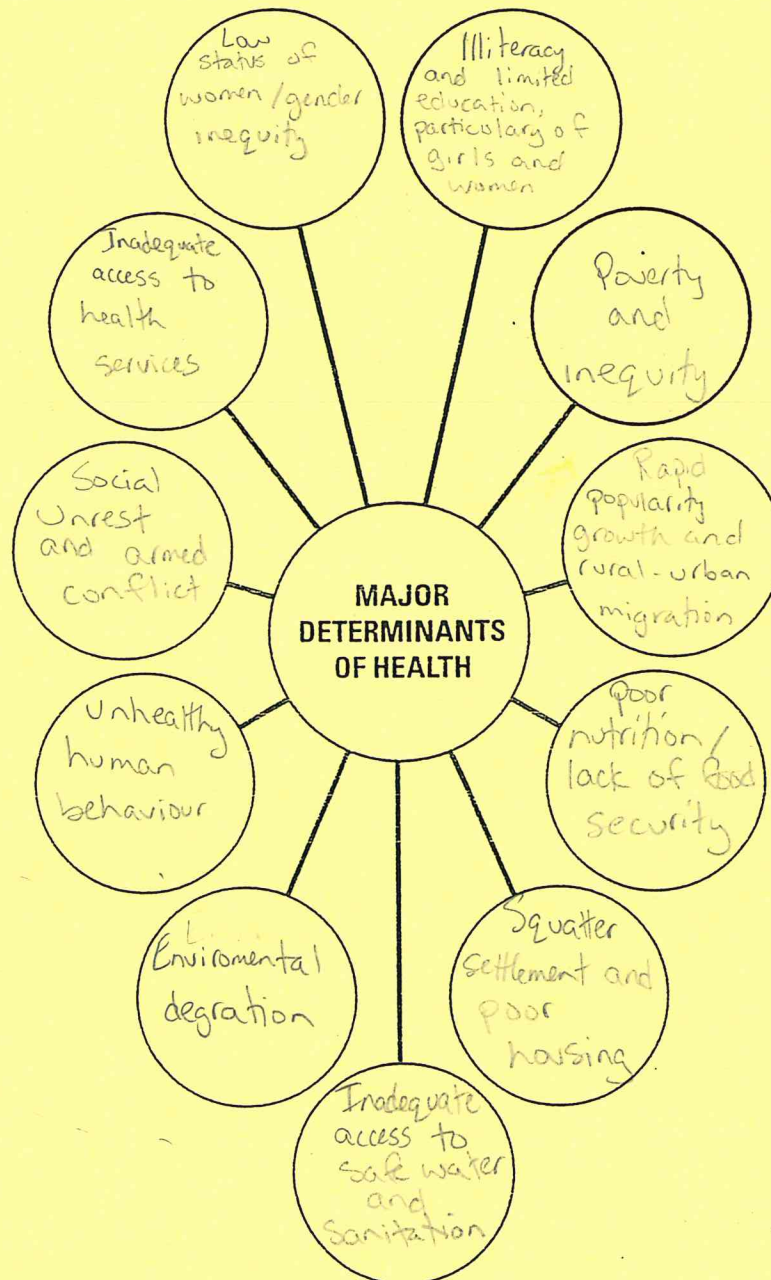 Low
status of
women/gender
inequity
Illiteracy
and limited
education,
particulary of
girls and
women
Inadequate
access to
health
services
Poverty
and
inequity
Social
Unrest
and armed
conflict
Rapid
popularity
growth and
rural-urban
migration
MAJOR
DETERMINANTS
OF HEALTH
Unhealthy
human
behaviour
Poor
nutrition/
lack of food
security
Enviromental
degration
Squatter
settlement and
poor
housing
Inadequate
access to
safe water
and
sanitation